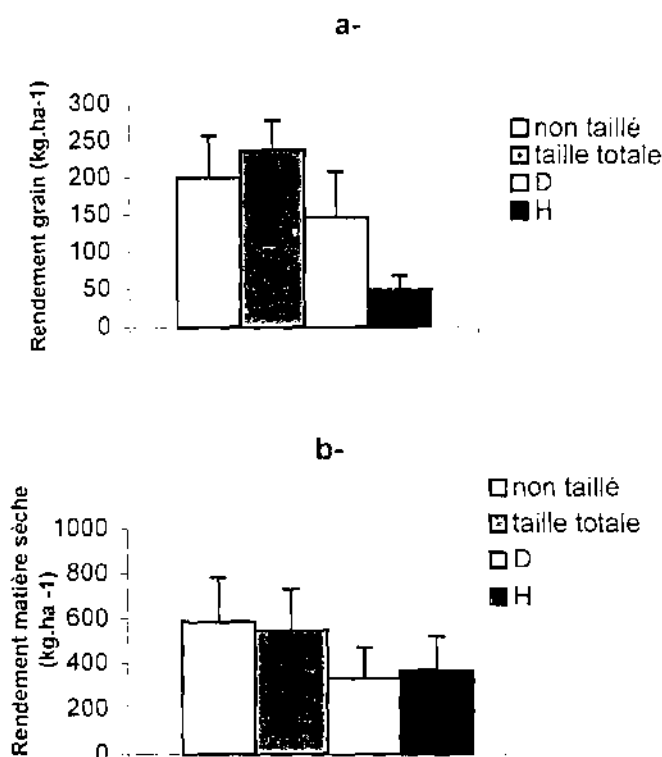 a-
Rendement grain (kg.ha-1)
300
250
200
150
100
50
0
non taillé
taille totale
D
H
b-
Rendement matière sèche
(kg.ha -1)
1000
800
600
400
200
0
non taillé
taille totale
D
H